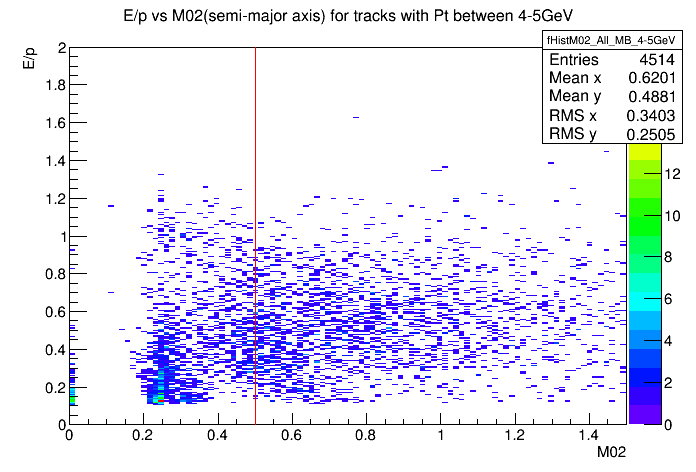 E/p vs M02(semi-major axis) for tracks with Pt between 4-5GeV
fHistM02_All_MB_4-5GeV
Entries 4514
Mean x 0.6201
Mean y 0.4881
RMS x 0.3403
RMS y 0.2505
E/p
2
1.8
1.6
1.4
1.2
1
0.8
0.6
0.4
0.2
0
12
10
8
6
4
2
0
0 0.2 0.4 0.6 0.8 1 1.2 1.4
M02